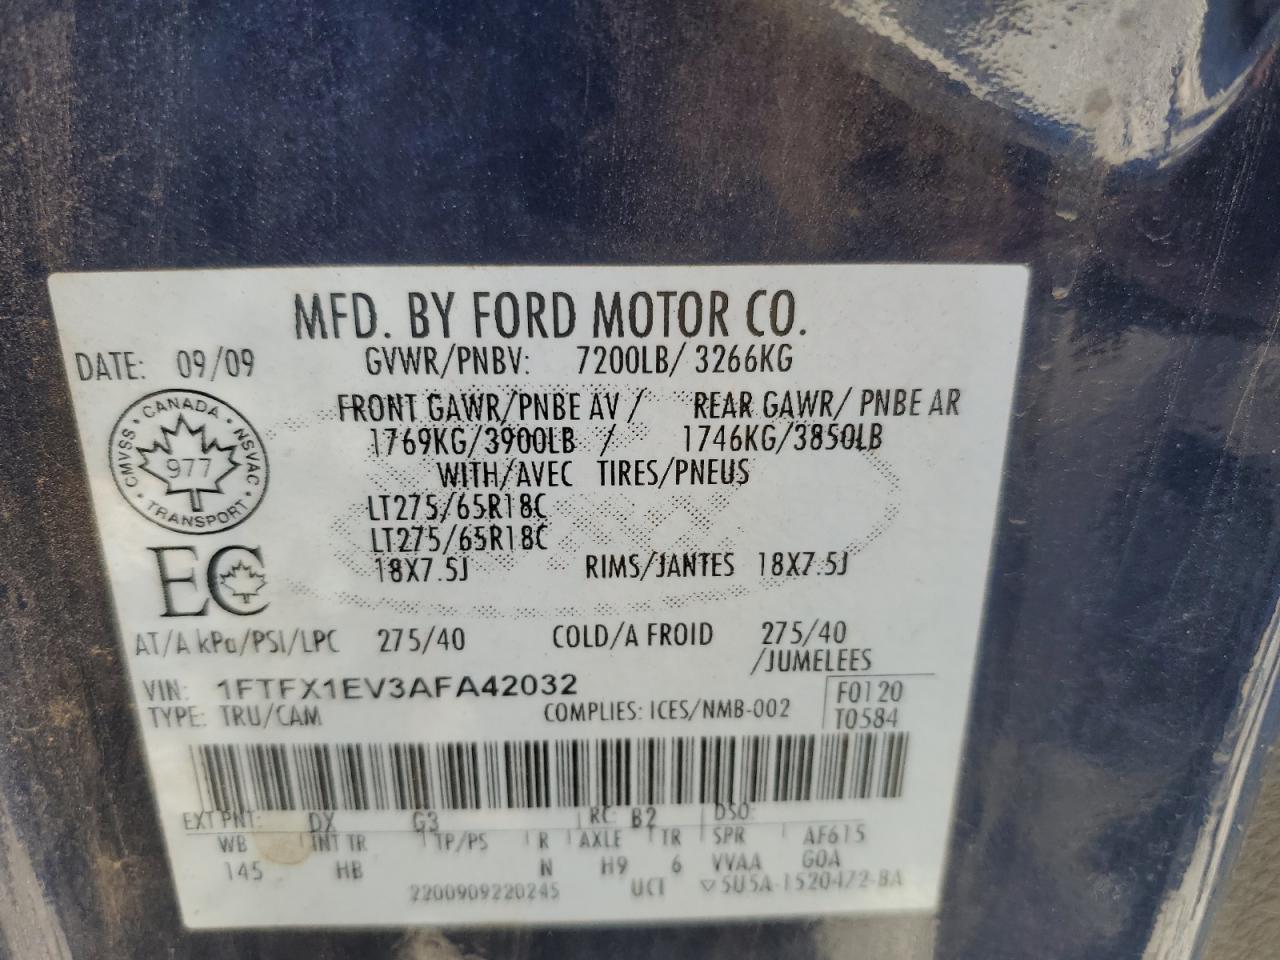 MFD. BY FORD MOTOR CO.
DATE: 09/09 GVWR/PNBV: 7200LB/ 3266KG
CANADA
CMVSS NSVAC
977
TRANSPORT
FRONT GAWR/PNBE AV / REAR GAWR/ PNBE AR
1769KG/3900LB / 1746KG/3850LB
WITH/AVEC TIRES/PNEUS
LT275/65R18C
LT275/65R18C
EC
18X7.5J RIMS/JANTES 18X7.5J
AT/A kPa/PSI/LPC 275/40 COLD/A FROID 275/40
/JUMELEES
VIN: 1FTFX1EV3AFA42032 F0120
TYPE: TRU/CAM COMPLIES: ICES/NMB-002 T0584
EXT PNT: DX G3 RC: B2 DSO:
WB INT TR TP/PS R AXLE TR SPR AF615
145 HB N H9 6 VVAA GOA
2200909220245 UCI ▽5U5A-1520472-BA